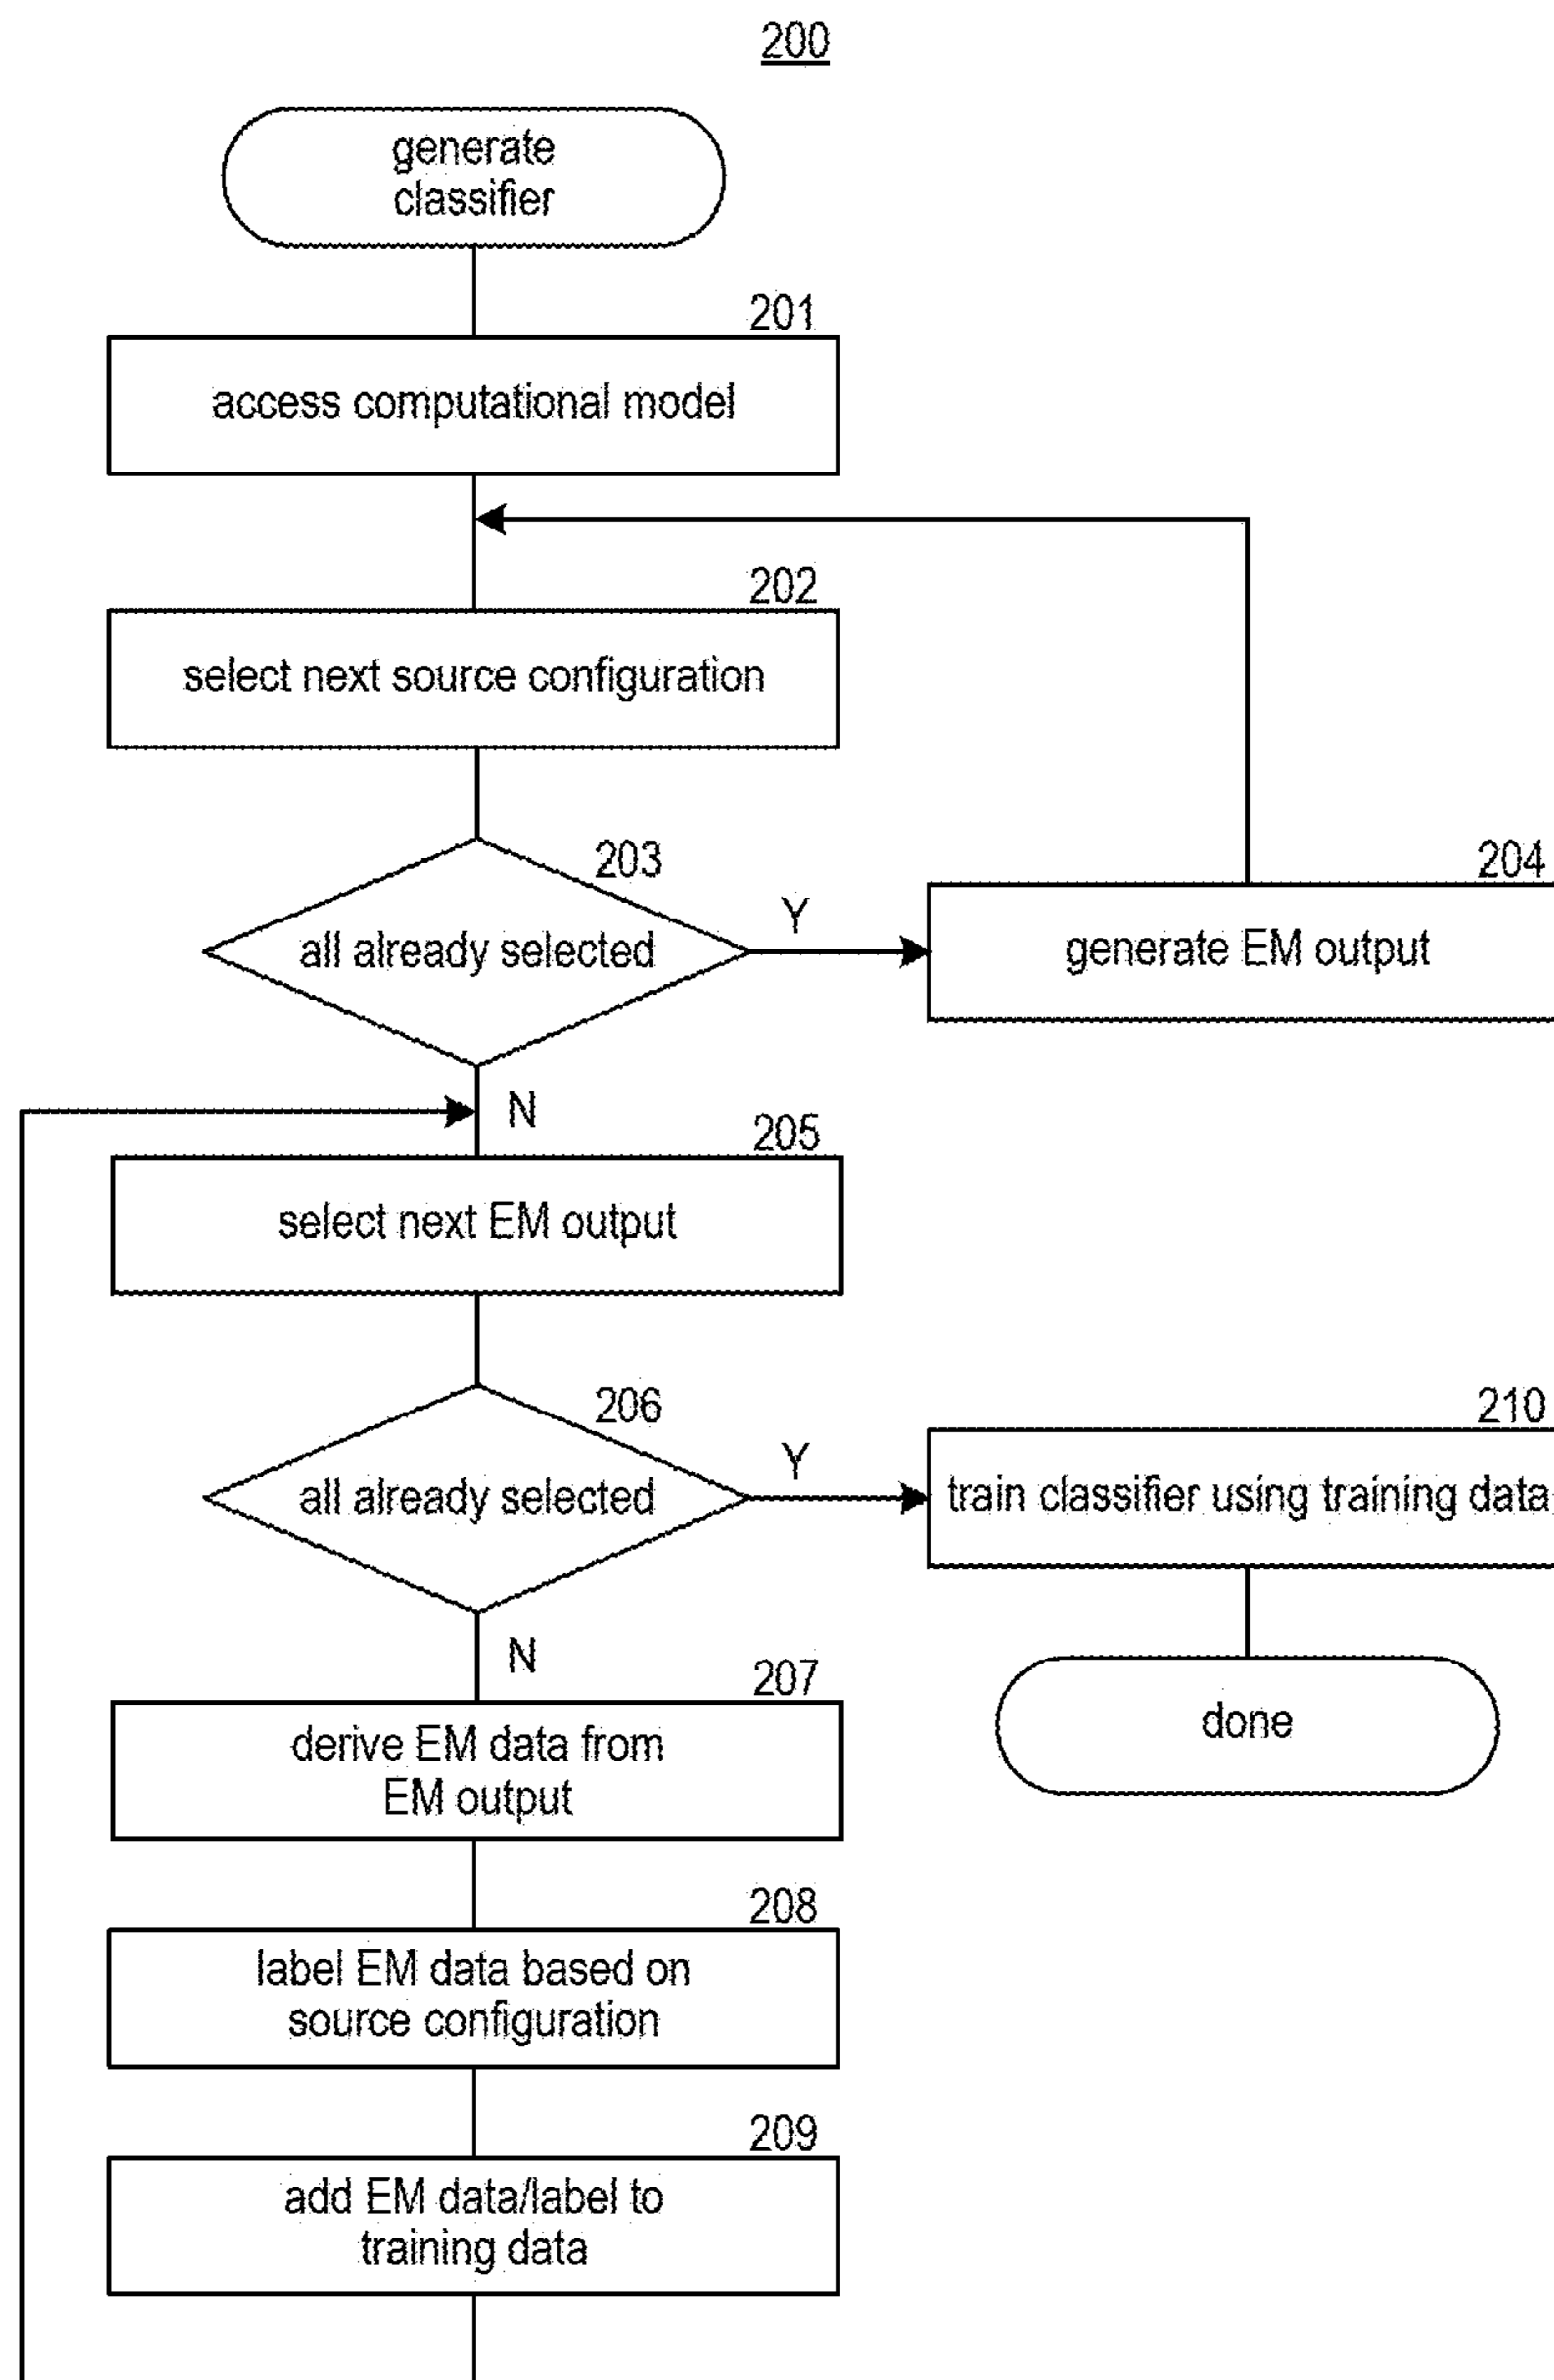 200
generate
classifier
201
access computational model
202
select next source configuration
203
all already selected
Y
204
generate EM output
N
205
select next EM output
206
all already selected
Y
210
train classifier using training data
N
207
derive EM data from
EM output
done
208
label EM data based on
source configuration
209
add EM data/label to
training data